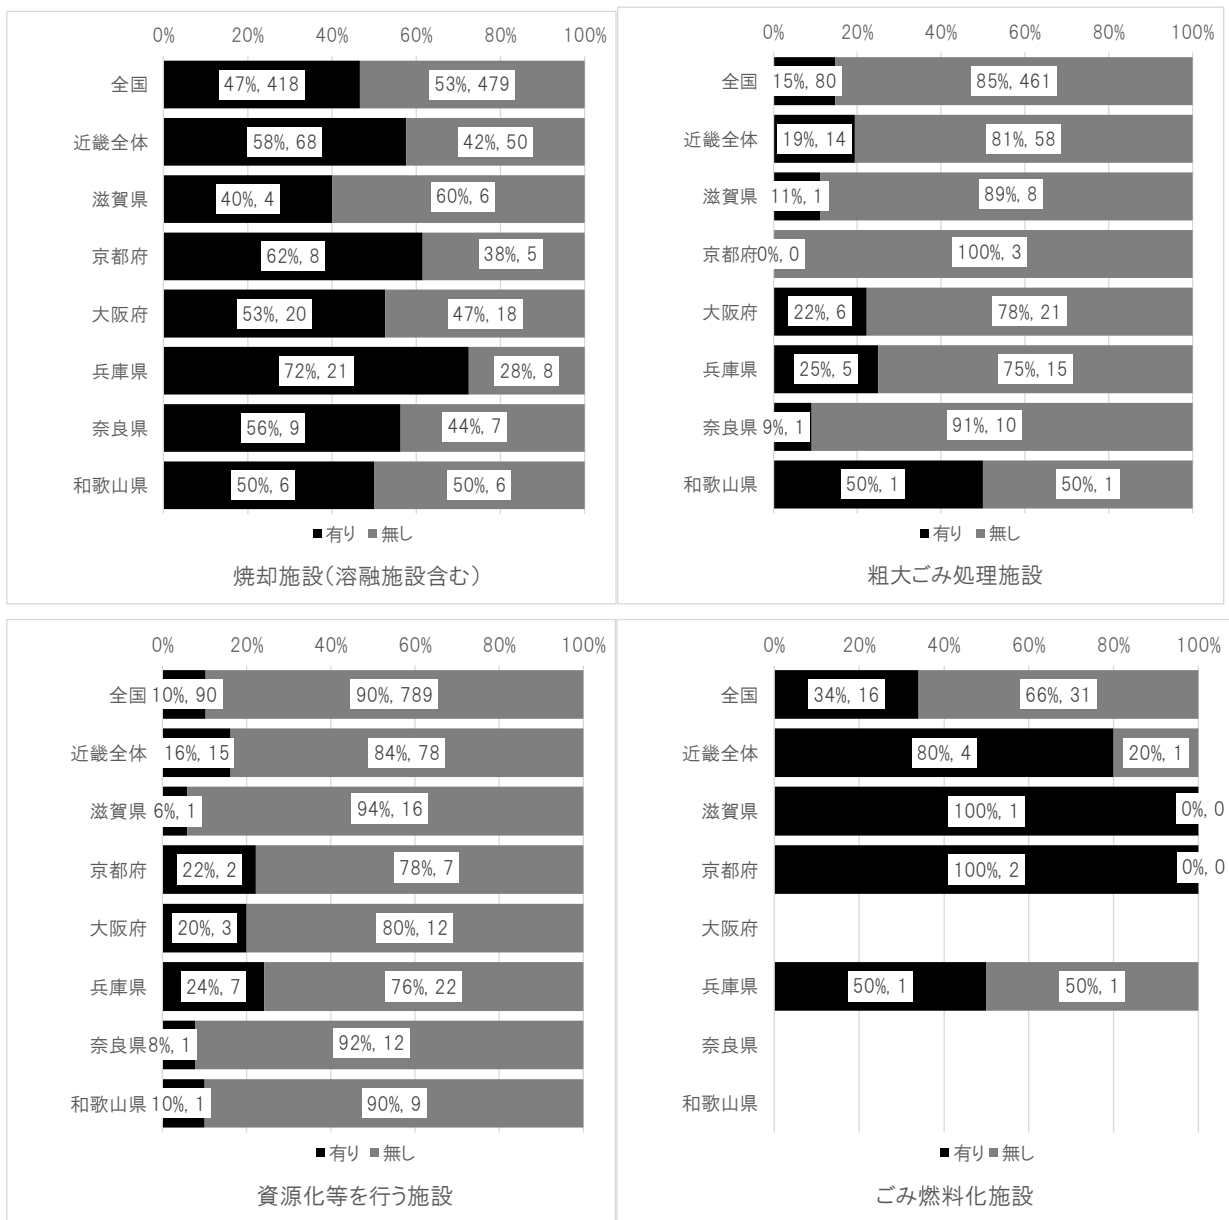 0% 20% 40% 60% 80% 100%
全国 47%, 418 53%, 479
近畿全体 58%, 68 42%, 50
滋賀県 40%, 4 60%, 6
京都府 62%, 8 38%, 5
大阪府 53%, 20 47%, 18
兵庫県 72%, 21 28%, 8
奈良県 56%, 9 44%, 7
和歌山県 50%, 6 50%, 6
■有り ■無し
焼却施設(溶融施設含む)
0% 20% 40% 60% 80% 100%
全国 15%, 80 85%, 461
近畿全体 19%, 14 81%, 58
滋賀県 11%, 1 89%, 8
京都府 0%, 0 100%, 3
大阪府 22%, 6 78%, 21
兵庫県 25%, 5 75%, 15
奈良県 9%, 1 91%, 10
和歌山県 50%, 1 50%, 1
■有り ■無し
粗大ごみ処理施設
0% 20% 40% 60% 80% 100%
全国 10%, 90 90%, 789
近畿全体 16%, 15 84%, 78
滋賀県 6%, 1 94%, 16
京都府 22%, 2 78%, 7
大阪府 20%, 3 80%, 12
兵庫県 24%, 7 76%, 22
奈良県 8%, 1 92%, 12
和歌山県 10%, 1 90%, 9
■有り ■無し
資源化等を行う施設
0% 20% 40% 60% 80% 100%
全国 34%, 16 66%, 31
近畿全体 80%, 4 20%, 1
滋賀県 100%, 1 0%, 0
京都府 100%, 2 0%, 0
大阪府
兵庫県 50%, 1 50%, 1
奈良県
和歌山県
■有り ■無し
ごみ燃料化施設